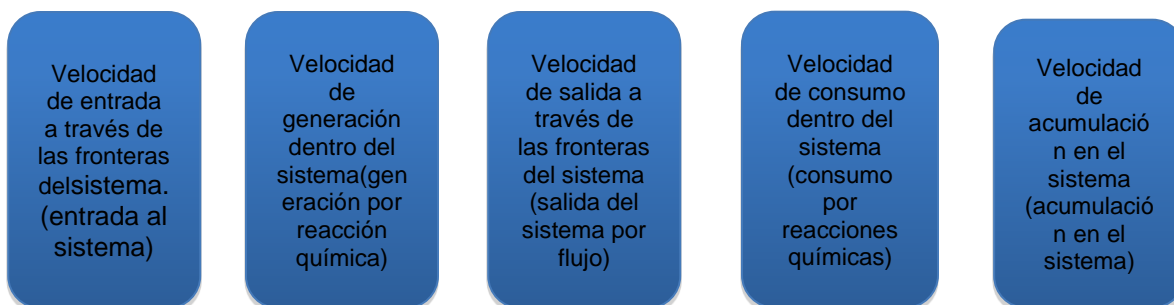 Velocidad
de entrada
a través de
las fronteras
delsistema.
(entrada al
sistema)
Velocidad
de
generación
dentro del
sistema(gen
eración por
reacción
química)
Velocidad
de salida a
través de
las fronteras
del sistema
(salida del
sistema por
flujo)
Velocidad
de consumo
dentro del
sistema
(consumo
por
reacciones
químicas)
Velocidad
de
acumulació
n en el
sistema
(acumulació
n en el
sistema)